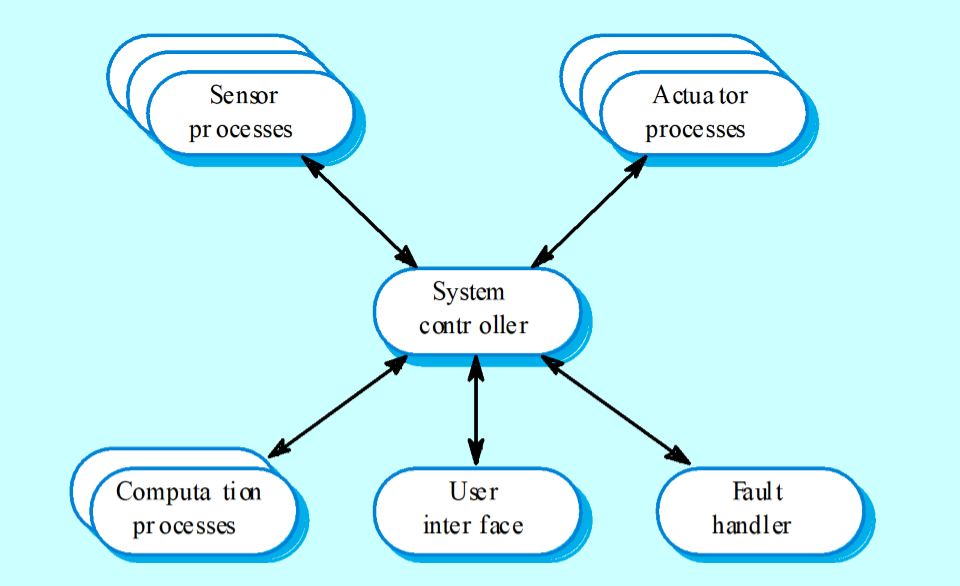 Sensor
processes
Actuator
processes
System
controller
Computation
processes
User
interface
Fault
handler